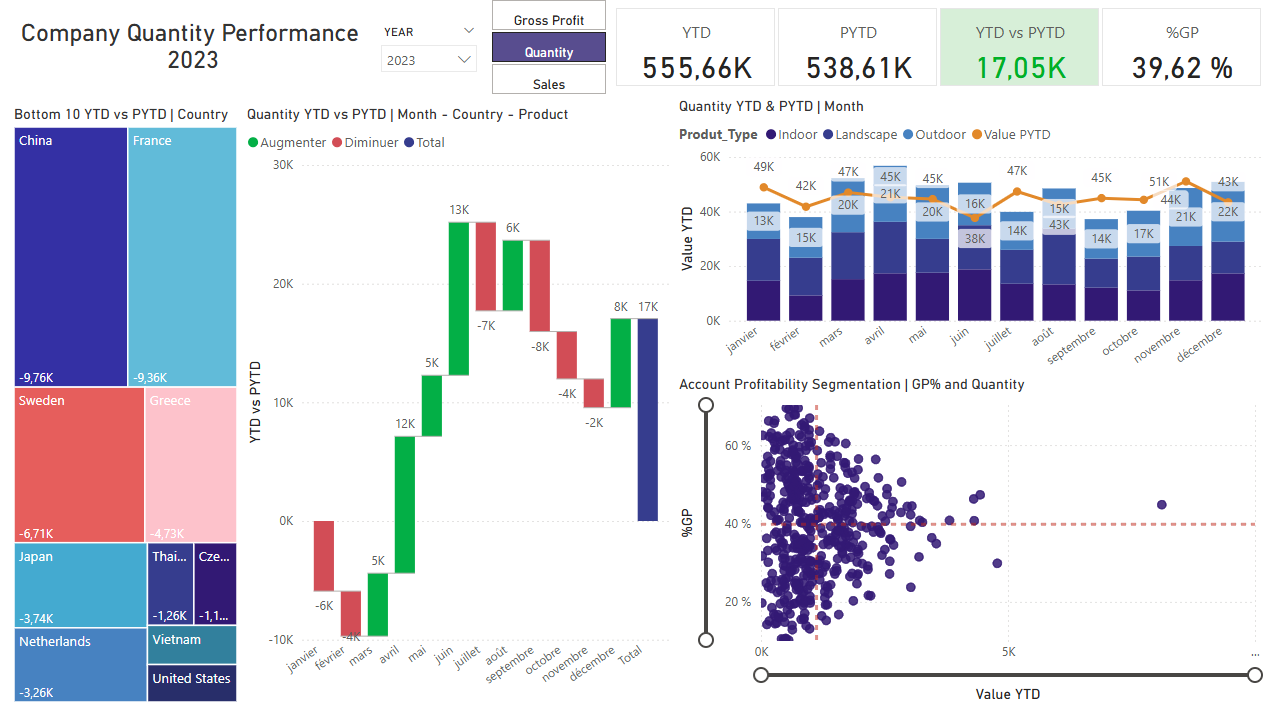 Company Quantity Performance
2023
YEAR
2023
Gross Profit
Quantity
Sales
YTD
555,66K
PYTD
538,61K
YTD vs PYTD
17,05K
%GP
39,62 %
Bottom 10 YTD vs PYTD | Country
China
-9,76K
France
-9,36K
Sweden
-6,71K
Greece
-4,73K
Japan
-3,74K
Thai...
-1,26K
Cze...
-1,1...
Netherlands
-3,26K
Vietnam
United States
Quantity YTD vs PYTD | Month - Country - Product
Augmenter Diminuer Total
YTD vs PYTD
30K
20K
10K
0K
-10K
-6K
-4K
5K
12K
5K
13K
-7K
6K
-8K
-4K
-2K
8K
17K
janvier
février
mars
avril
mai
juin
juillet
août
septembre
octobre
novembre
décembre
Total
Quantity YTD & PYTD | Month
Produt_Type Indoor Landscape Outdoor Value PYTD
Value YTD
60K
40K
20K
0K
49K
42K
47K
45K
45K
38K
47K
43K
45K
44K
51K
43K
13K
15K
20K
21K
20K
16K
14K
15K
14K
17K
21K
22K
janvier
février
mars
avril
mai
juin
juillet
août
septembre
octobre
novembre
décembre
Account Profitability Segmentation | GP% and Quantity
%GP
60 %
40 %
20 %
0K
5K
...
Value YTD